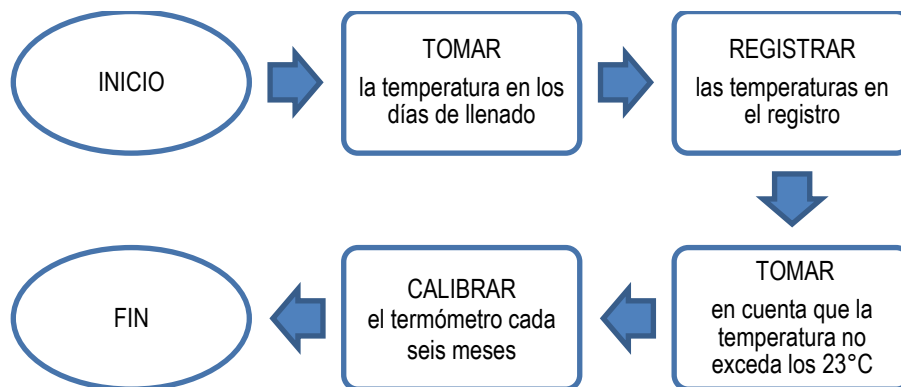 INICIO
TOMAR
la temperatura en los
días de llenado
REGISTRAR
las temperaturas en
el registro
TOMAR
en cuenta que la
temperatura no
exceda los 23°C
CALIBRAR
el termómetro cada
seis meses
FIN